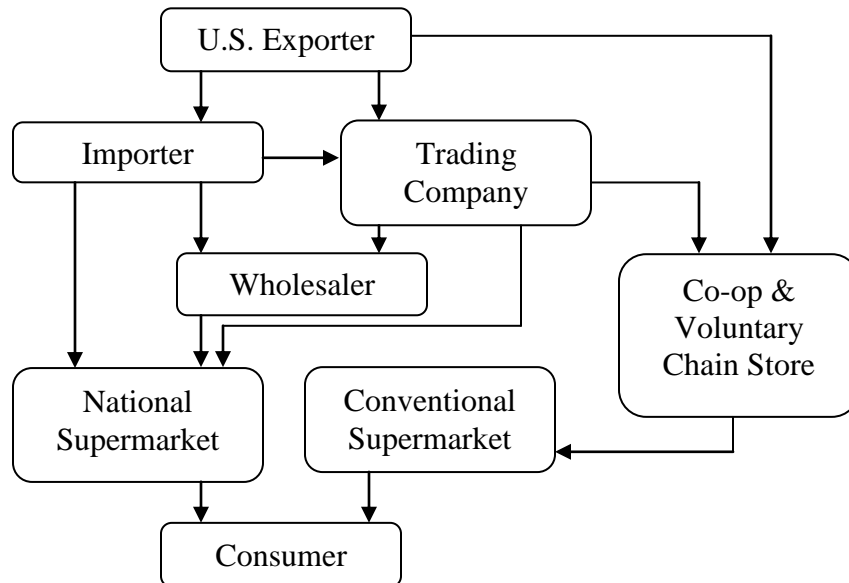 U.S. Exporter
Importer
Trading
Company
Wholesaler
Co-op &
Voluntary
Chain Store
National
Supermarket
Conventional
Supermarket
Consumer